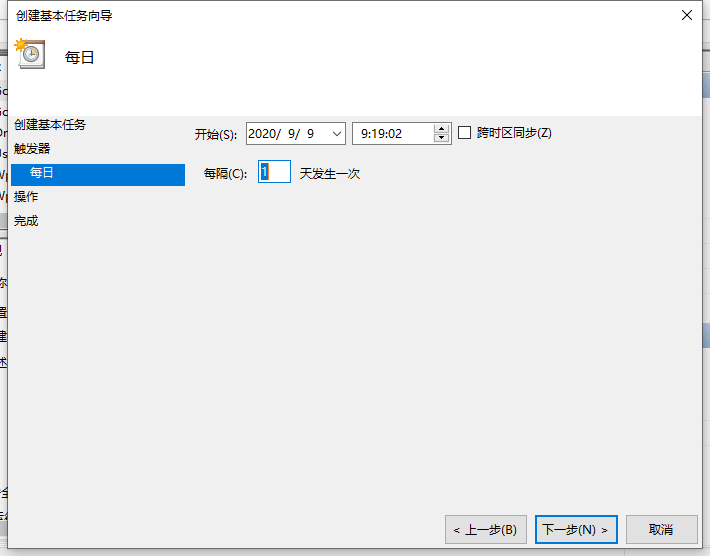 创建基本任务向导
每日
创建基本任务
触发器
每日
操作
完成
开始(S): 2020/ 9/ 9 9:19:02 跨时区同步(Z)
每隔(C): 1 天发生一次
< 上一步(B) 下一步(N) > 取消